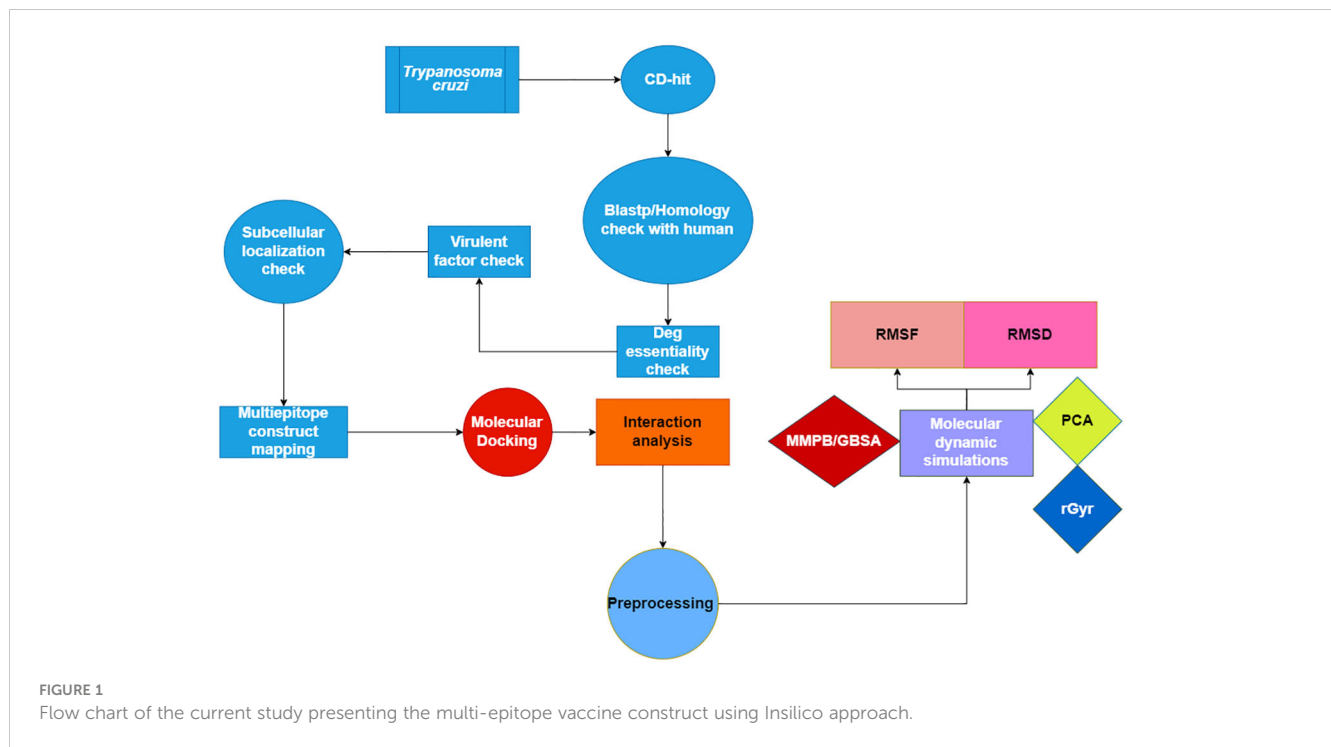 Trypanosoma
cruzi
CD-hit
Blastp/Homology
check with human
Subcellular
localization
check
Virulent
factor check
Deg
essentiality
check
RMSF
RMSD
Multiepitope
construct
mapping
Molecular
Docking
Interaction
analysis
MMPB/GBSA
Molecular
dynamic
simulations
PCA
rGyr
Preprocessing
FIGURE 1
Flow chart of the current study presenting the multi-epitope vaccine construct using Insilico approach.